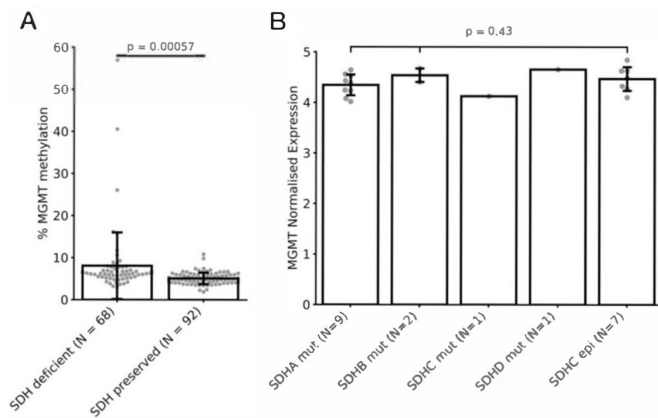 A
p = 0.00057
% MGMT methylation
60
50
40
30
20
10
0
SDH deficient (N = 68)
SDH preserved (N = 92)
B
p = 0.43
MGMT Normalised Expression
5
4
3
2
1
0
SDHA mut (N=9)
SDHB mut (N=2)
SDHC mut (N=1)
SDHD mut (N=1)
SDHC epi (N=7)